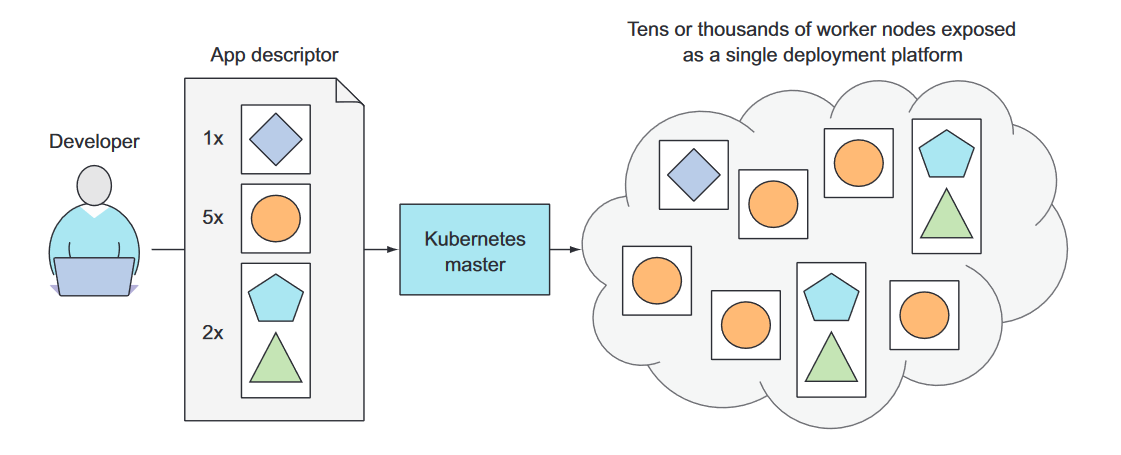 Tens or thousands of worker nodes exposed
as a single deployment platform
App descriptor
Developer
1x
5x
2x
Kubernetes
master